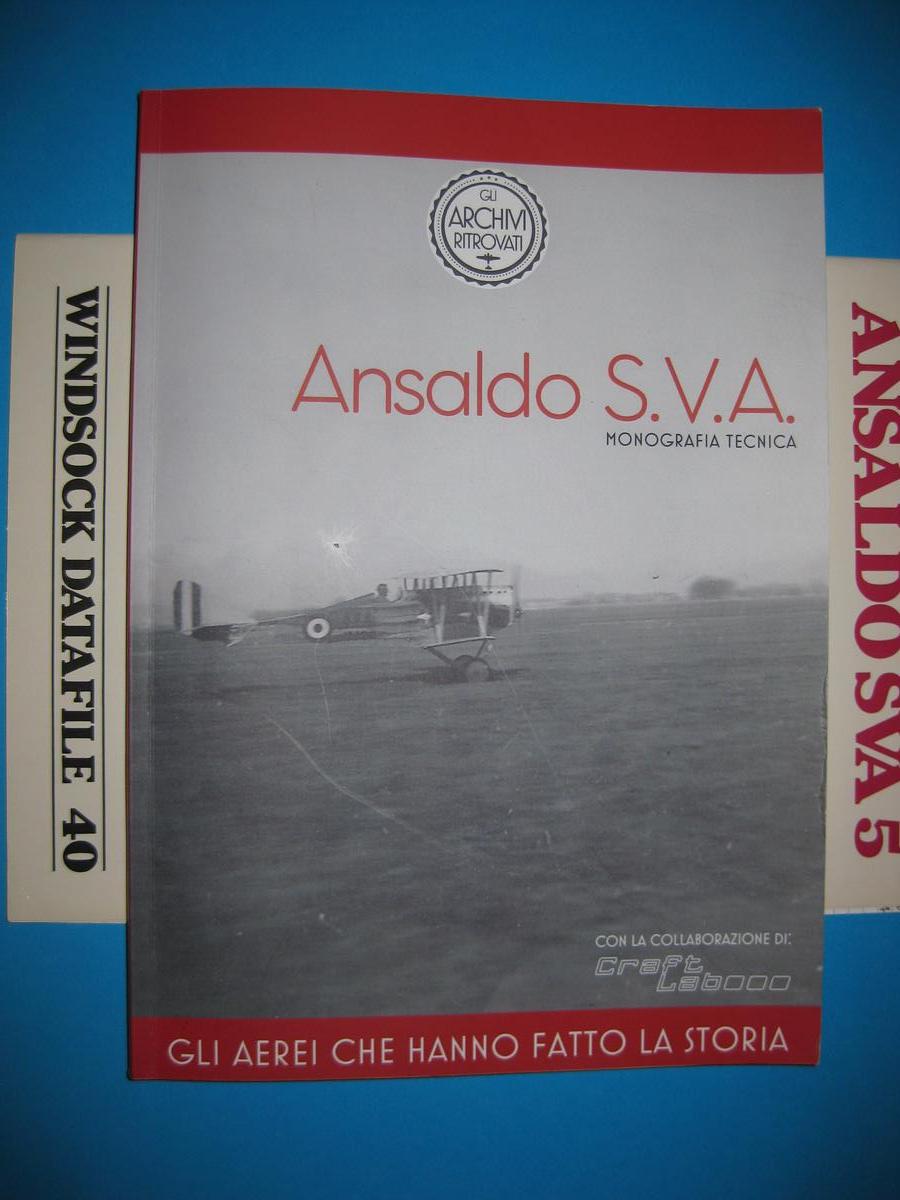 GLI
ARCHIVI
RITROVATI
Ansaldo S.V.A.
MONOGRAFIA TECNICA
CON LA COLLABORAZIONE DI:
Craft
Lab
GLI AEREI CHE HANNO FATTO LA STORIA
WINDSOCK DATAFILE 40
ANSALDO SVA 5